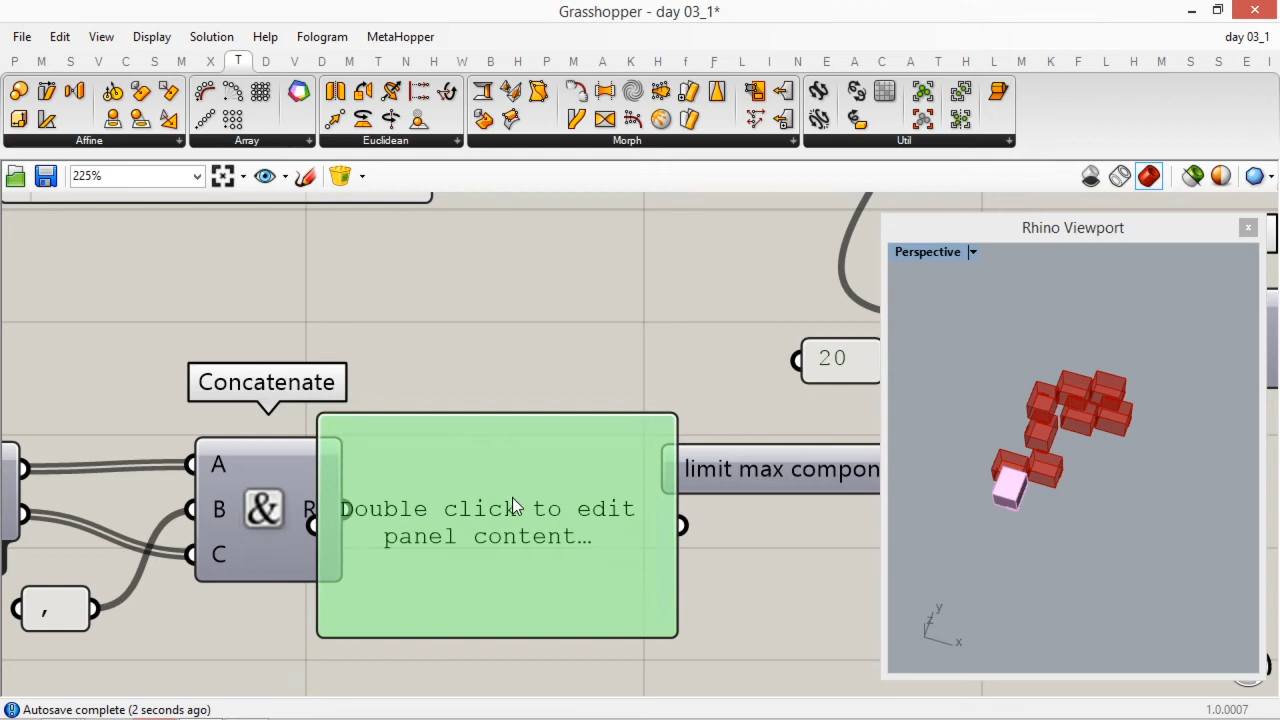 Grasshopper - day 03_1*
File Edit View Display Solution Help Fologram MetaHopper day 03_1
P M S V C S M X T D V D M T N L W B H P M A K H f F L I N E A D H L M K F L P M S S E I
Affine Array Euclidean Morph Util
225%
Rhino Viewport
Perspective
20
Concatenate
A
B
C
R
Double click to edit
panel content…
limit max compon
,
y
z
x
Autosave complete (2 seconds ago) 1.0.0007